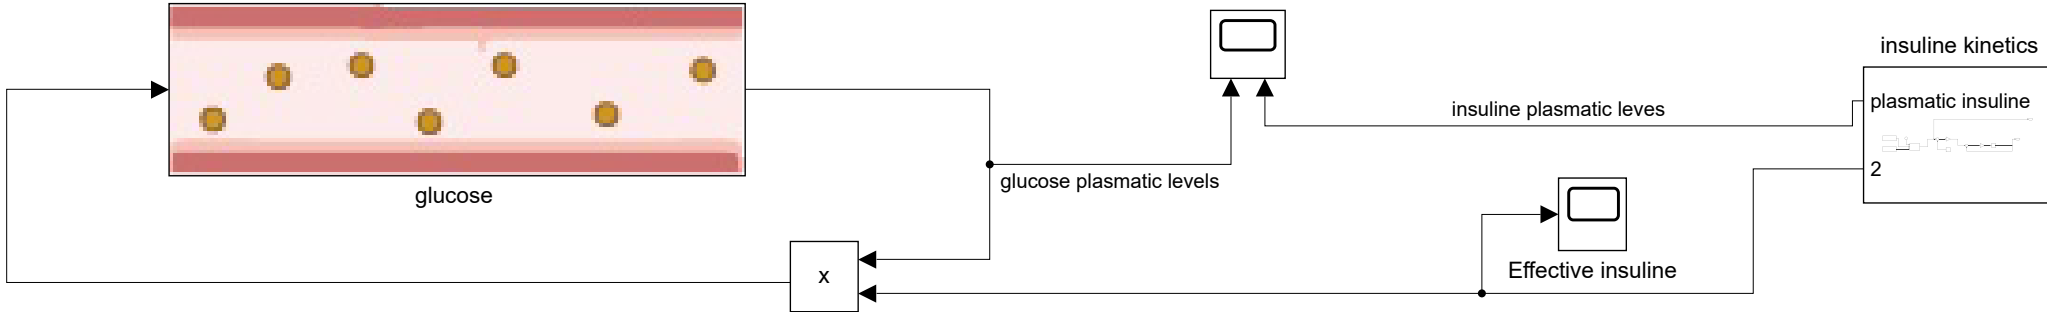 insuline kinetics
plasmatic insuline
insuline plasmatic leves
2
glucose plasmatic levels
glucose
Effective insuline
x